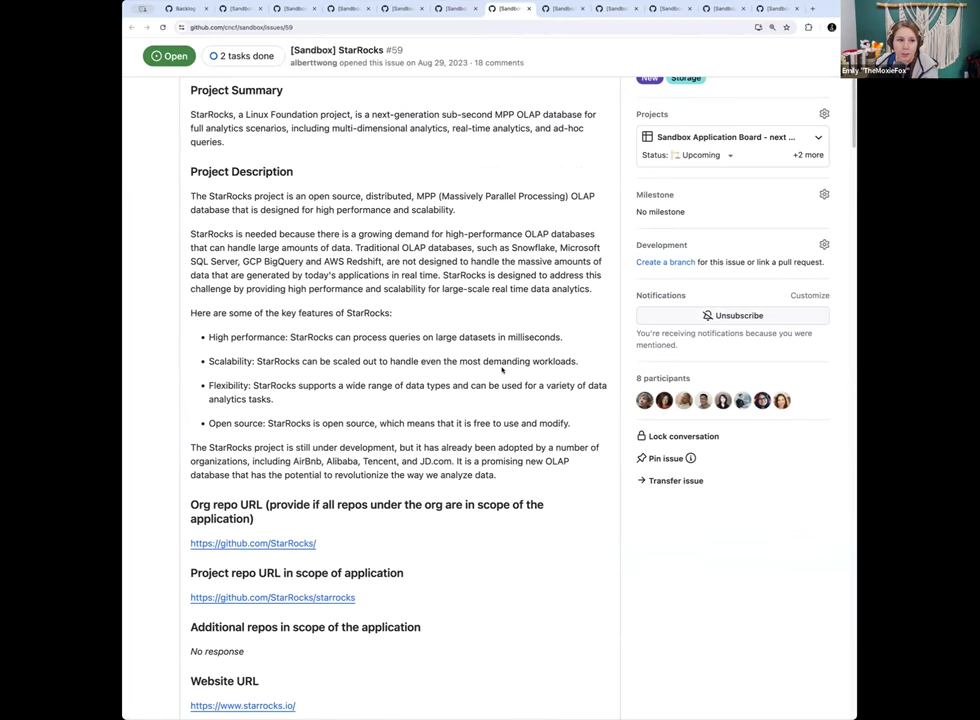 Backlog
[Sandbo
[Sandbo
[Sandbo
[Sandbo
[Sandbo
[Sandbo
[Sandbo
[Sandbo
[Sandbo
[Sandbo
[Sandbo
github.com/cncf/sandbox/issues/59
Emily "TheMoxieFox"
Open
2 tasks done
[Sandbox] StarRocks #59
alberttwong opened this issue on Aug 29, 2023 · 18 comments
Project Summary
StarRocks, a Linux Foundation project, is a next-generation sub-second MPP OLAP database for
full analytics scenarios, including multi-dimensional analytics, real-time analytics, and ad-hoc
queries.
Project Description
The StarRocks project is an open source, distributed, MPP (Massively Parallel Processing) OLAP
database that is designed for high performance and scalability.
StarRocks is needed because there is a growing demand for high-performance OLAP databases
that can handle large amounts of data. Traditional OLAP databases, such as Snowflake, Microsoft
SQL Server, GCP BigQuery and AWS Redshift, are not designed to handle the massive amounts of
data that are generated by today's applications in real time. StarRocks is designed to address this
challenge by providing high performance and scalability for large-scale real time data analytics.
Here are some of the key features of StarRocks:
• High performance: StarRocks can process queries on large datasets in milliseconds.
• Scalability: StarRocks can be scaled out to handle even the most demanding workloads.
• Flexibility: StarRocks supports a wide range of data types and can be used for a variety of data
analytics tasks.
• Open source: StarRocks is open source, which means that it is free to use and modify.
The StarRocks project is still under development, but it has already been adopted by a number of
organizations, including AirBnb, Alibaba, Tencent, and JD.com. It is a promising new OLAP
database that has the potential to revolutionize the way we analyze data.
Org repo URL (provide if all repos under the org are in scope of the
application)
https://github.com/StarRocks/
Project repo URL in scope of application
https://github.com/StarRocks/starrocks
Additional repos in scope of the application
No response
Website URL
https://www.starrocks.io/
New
Storage
Projects
Sandbox Application Board - next ...
Status: Upcoming
+2 more
Milestone
No milestone
Development
Create a branch for this issue or link a pull request.
Notifications
Customize
Unsubscribe
You're receiving notifications because you were
mentioned.
8 participants
Lock conversation
Pin issue
Transfer issue